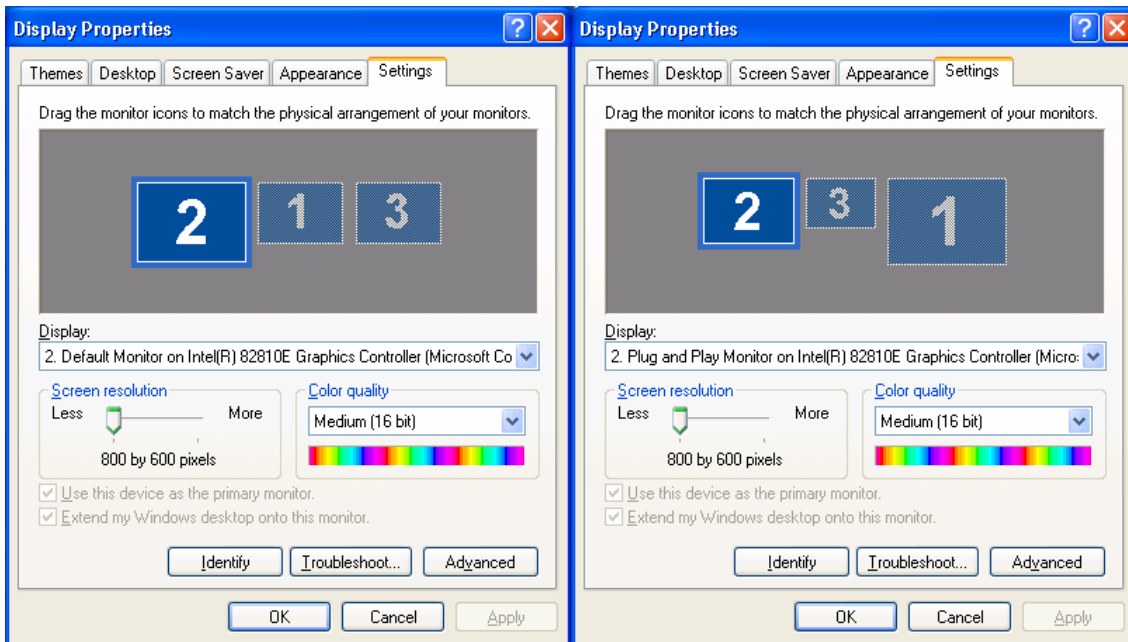 Display Properties
Themes Desktop Screen Saver Appearance Settings
Drag the monitor icons to match the physical arrangement of your monitors.
2 1 3
Display:
2. Default Monitor on Intel(R) 82810E Graphics Controller (Microsoft Co
Screen resolution
Less More
800 by 600 pixels
Color quality
Medium (16 bit)
Use this device as the primary monitor.
Extend my Windows desktop onto this monitor.
Identify Troubleshoot... Advanced
OK Cancel Apply
Display Properties
Themes Desktop Screen Saver Appearance Settings
Drag the monitor icons to match the physical arrangement of your monitors.
2 3 1
Display:
2. Plug and Play Monitor on Intel(R) 82810E Graphics Controller (Micro
Screen resolution
Less More
800 by 600 pixels
Color quality
Medium (16 bit)
Use this device as the primary monitor.
Extend my Windows desktop onto this monitor.
Identify Troubleshoot... Advanced
OK Cancel Apply